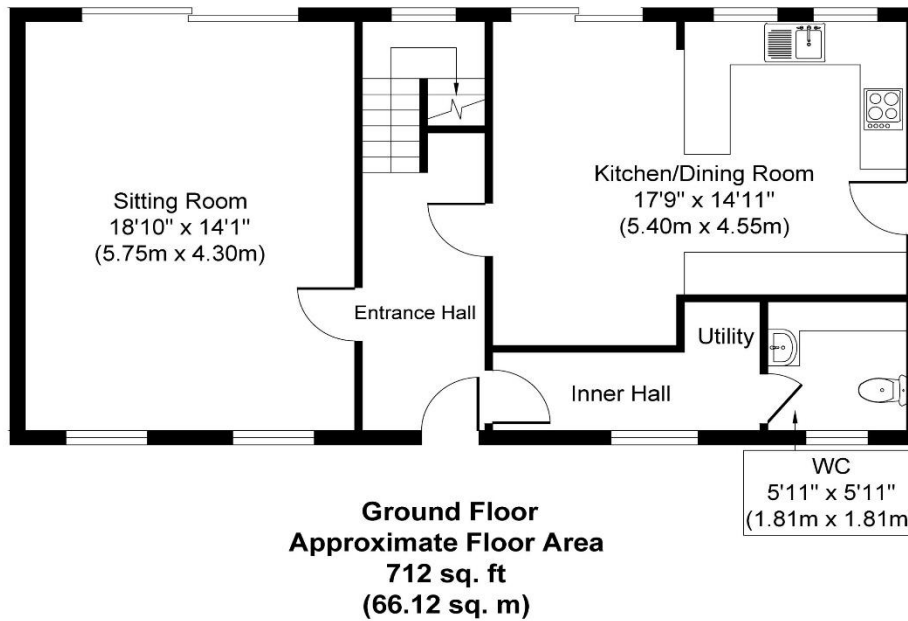 Sitting Room
18'10" x 14'1"
(5.75m x 4.30m)
Kitchen/Dining Room
17'9" x 14'11"
(5.40m x 4.55m)
Entrance Hall
Utility
Inner Hall
WC
5'11" x 5'11"
(1.81m x 1.81m
Ground Floor
Approximate Floor Area
712 sq. ft
(66.12 sq. m)